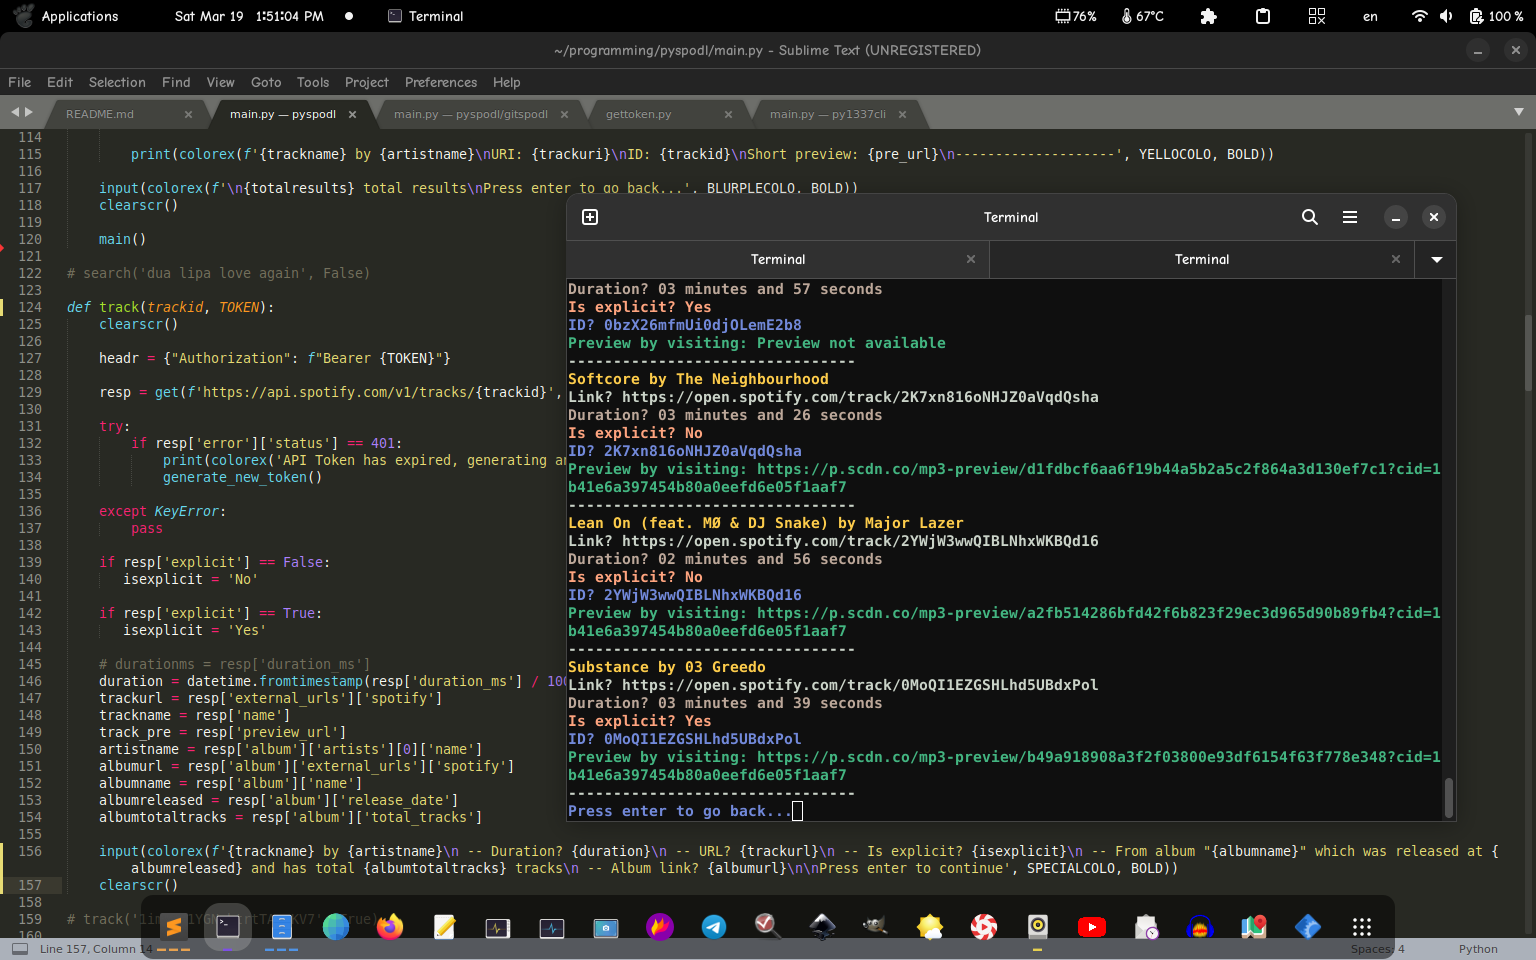 Applications Sat Mar 19 1:51:04 PM Terminal 76% 67°C en 100 %
~/programming/pyspodl/main.py - Sublime Text (UNREGISTERED)
File Edit Selection Find View Goto Tools Project Preferences Help
README.md main.py — pyspodl main.py — pyspodl/gitspodl gettoken.py main.py — py1337cli
114
115 print(colorex(f'{trackname} by {artistname}\nURI: {trackuri}\nID: {trackid}\nShort preview: {pre_url}\n--------------------', YELLOCOLO, BOLD))
116
117 input(colorex(f'\n{totalresults} total results\nPress enter to go back...', BLURPLECOLO, BOLD))
118 clearscr()
119
120 main()
121
122 # search('dua lipa love again', False)
123
124 def track(trackid, TOKEN):
125 clearscr()
126
127 headr = {"Authorization": f"Bearer {TOKEN}"}
128
129 resp = get(f'https://api.spotify.com/v1/tracks/{trackid}',
130
131 try:
132 if resp['error']['status'] == 401:
133 print(colorex('API Token has expired, generating an
134 generate_new_token()
135
136 except KeyError:
137 pass
138
139 if resp['explicit'] == False:
140 isexplicit = 'No'
141
142 if resp['explicit'] == True:
143 isexplicit = 'Yes'
144
145 # durationms = resp['duration_ms']
146 duration = datetime.fromtimestamp(resp['duration_ms'] / 100
147 trackurl = resp['external_urls']['spotify']
148 trackname = resp['name']
149 track_pre = resp['preview_url']
150 artistname = resp['album']['artists'][0]['name']
151 albumurl = resp['album']['external_urls']['spotify']
152 albumname = resp['album']['name']
153 albumreleased = resp['album']['release_date']
154 albumtotaltracks = resp['album']['total_tracks']
155
156 input(colorex(f'{trackname} by {artistname}\n -- Duration? {duration}\n -- URL? {trackurl}\n -- Is explicit? {isexplicit}\n -- From album "{albumname}" which was released at {
albumreleased} and has total {albumtotaltracks} tracks\n -- Album link? {albumurl}\n\nPress enter to continue', SPECIALCOLO, BOLD))
157 clearscr()
158
159 # track('
160
Line 157, Column 14 Spaces: 4 Python
Terminal
Terminal Terminal
Duration? 03 minutes and 57 seconds
Is explicit? Yes
ID? 0bzX26mfmUi0djOLemE2b8
Preview by visiting: Preview not available
--------------------------------
Softcore by The Neighbourhood
Link? https://open.spotify.com/track/2K7xn816oNHJZ0aVqdQsha
Duration? 03 minutes and 26 seconds
Is explicit? No
ID? 2K7xn816oNHJZ0aVqdQsha
Preview by visiting: https://p.scdn.co/mp3-preview/d1fdbcf6aa6f19b44a5b2a5c2f864a3d130ef7c1?cid=1
b41e6a397454b80a0eefd6e05f1aaf7
--------------------------------
Lean On (feat. MØ & DJ Snake) by Major Lazer
Link? https://open.spotify.com/track/2YWjW3wwQIBLNhxWKBQd16
Duration? 02 minutes and 56 seconds
Is explicit? No
ID? 2YWjW3wwQIBLNhxWKBQd16
Preview by visiting: https://p.scdn.co/mp3-preview/a2fb514286bfd42f6b823f29ec3d965d90b89fb4?cid=1
b41e6a397454b80a0eefd6e05f1aaf7
--------------------------------
Substance by 03 Greedo
Link? https://open.spotify.com/track/0MoQI1EZGSHLhd5UBdxPol
Duration? 03 minutes and 39 seconds
Is explicit? Yes
ID? 0MoQI1EZGSHLhd5UBdxPol
Preview by visiting: https://p.scdn.co/mp3-preview/b49a918908a3f2f03800e93df6154f63f778e348?cid=1
b41e6a397454b80a0eefd6e05f1aaf7
--------------------------------
Press enter to go back...